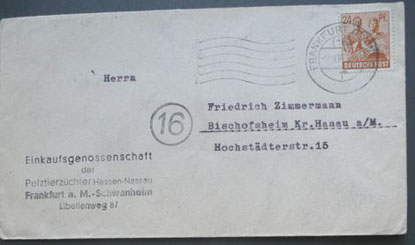 24 Pf.
DEUTSCHE POST
FRANKFURT
Herrn
Friedrich Zimmermann
Bischofsheim Kr.Hanau a/M.
Hochstädterstr.15
16
Einkaufsgenossenschaft
der
Pelztierzüchter Hessen-Nassau
Frankfurt a. M.-Schwanheim
Libellenweg 87